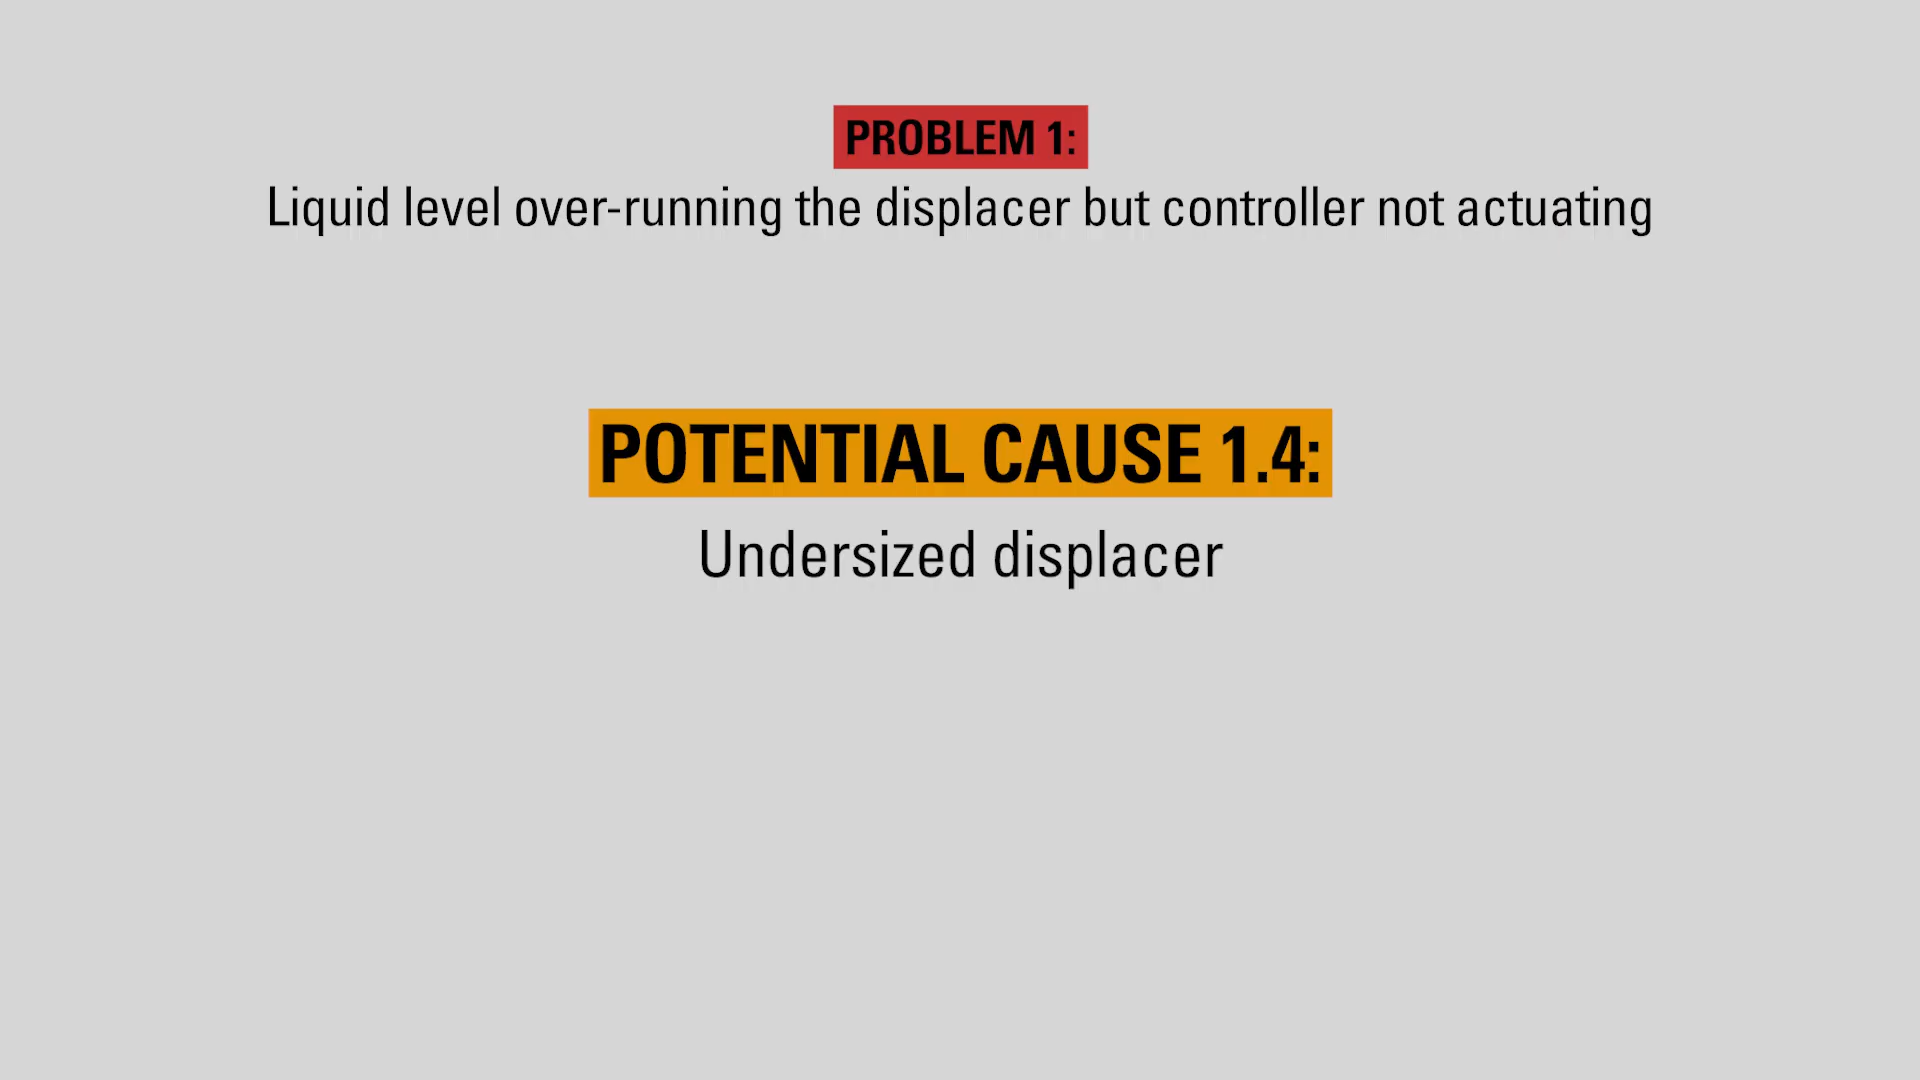 PROBLEM 1:
Liquid level over-running the displacer but controller not actuating
POTENTIAL CAUSE 1.4:
Undersized displacer